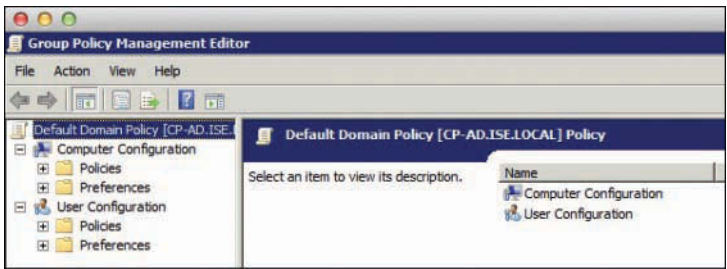 Group Policy Management Editor
File Action View Help
Default Domain Policy [CP-AD.ISE.
Computer Configuration
Policies
Preferences
User Configuration
Policies
Preferences
Default Domain Policy [CP-AD.ISE.LOCAL] Policy
Select an item to view its description.
Name
Computer Configuration
User Configuration